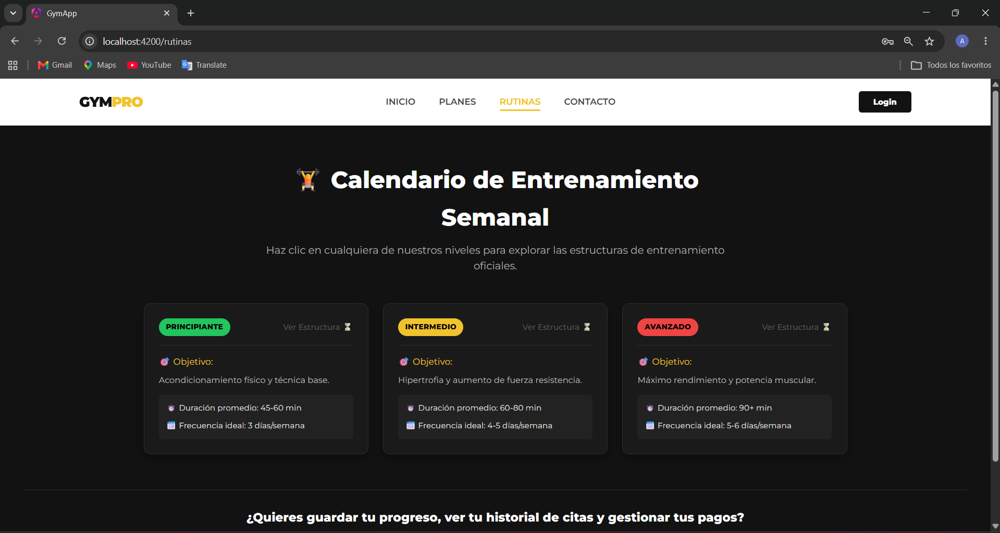 GymApp
localhost:4200/rutinas
A
Gmail
Maps
YouTube
Translate
Todos los favoritos
GYMPRO
INICIO
PLANES
RUTINAS
CONTACTO
Login
Calendario de Entrenamiento
Semanal
Haz clic en cualquiera de nuestros niveles para explorar las estructuras de entrenamiento
oficiales.
PRINCIPIANTE
Ver Estructura ⏳
🎯 Objetivo:
Acondicionamiento físico y técnica base.
Duración promedio: 45-60 min
Frecuencia ideal: 3 días/semana
INTERMEDIO
Ver Estructura ⏳
🎯 Objetivo:
Hipertrofia y aumento de fuerza resistencia.
Duración promedio: 60-80 min
Frecuencia ideal: 4-5 días/semana
AVANZADO
Ver Estructura ⏳
🎯 Objetivo:
Máximo rendimiento y potencia muscular.
Duración promedio: 90+ min
Frecuencia ideal: 5-6 días/semana
¿Quieres guardar tu progreso, ver tu historial de citas y gestionar tus pagos?